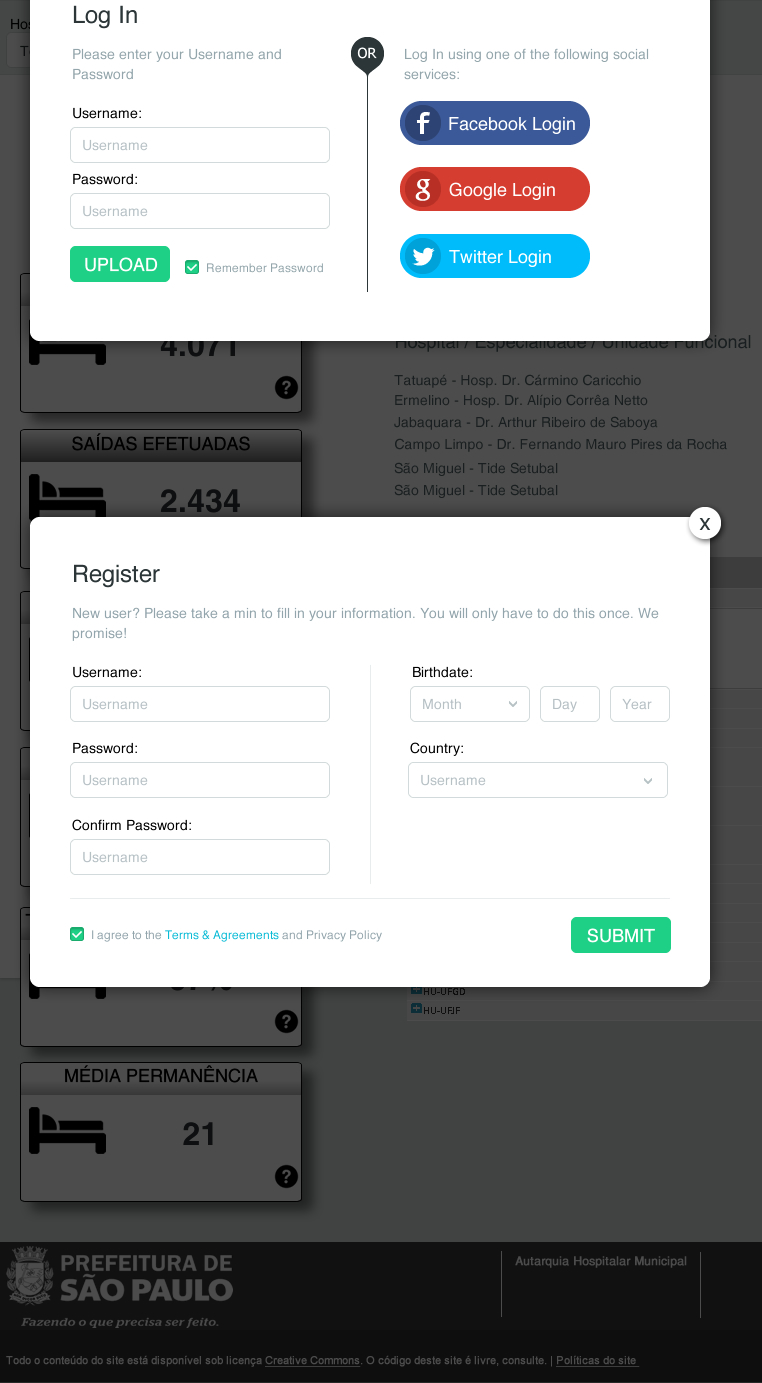 Log In
Please enter your Username and
Password
OR
Log In using one of the following social
services:
Username:
Username
Password:
Username
UPLOAD
Remember Password
Facebook Login
Google Login
Twitter Login
4.071
?
Hospital / Especialidade / Unidade Funcional
Tatuapé - Hosp. Dr. Cármino Caricchio
Ermelino - Hosp. Dr. Alípio Corrêa Netto
Jabaquara - Dr. Arthur Ribeiro de Saboya
Campo Limpo - Dr. Fernando Mauro Pires da Rocha
São Miguel - Tide Setubal
São Miguel - Tide Setubal
SAÍDAS EFETUADAS
2.434
X
Register
New user? Please take a min to fill in your information. You will only have to do this once. We
promise!
Username:
Username
Password:
Username
Confirm Password:
Username
Birthdate:
Month
Day
Year
Country:
Username
I agree to the Terms & Agreements and Privacy Policy
SUBMIT
HU-UFGD
HU-UFJF
?
MÉDIA PERMANÊNCIA
21
?
PREFEITURA DE
SÃO PAULO
Fazendo o que precisa ser feito.
Autarquia Hospitalar Municipal
Todo o conteúdo do site está disponível sob licença Creative Commons. O código deste site é livre, consulte. | Políticas do site